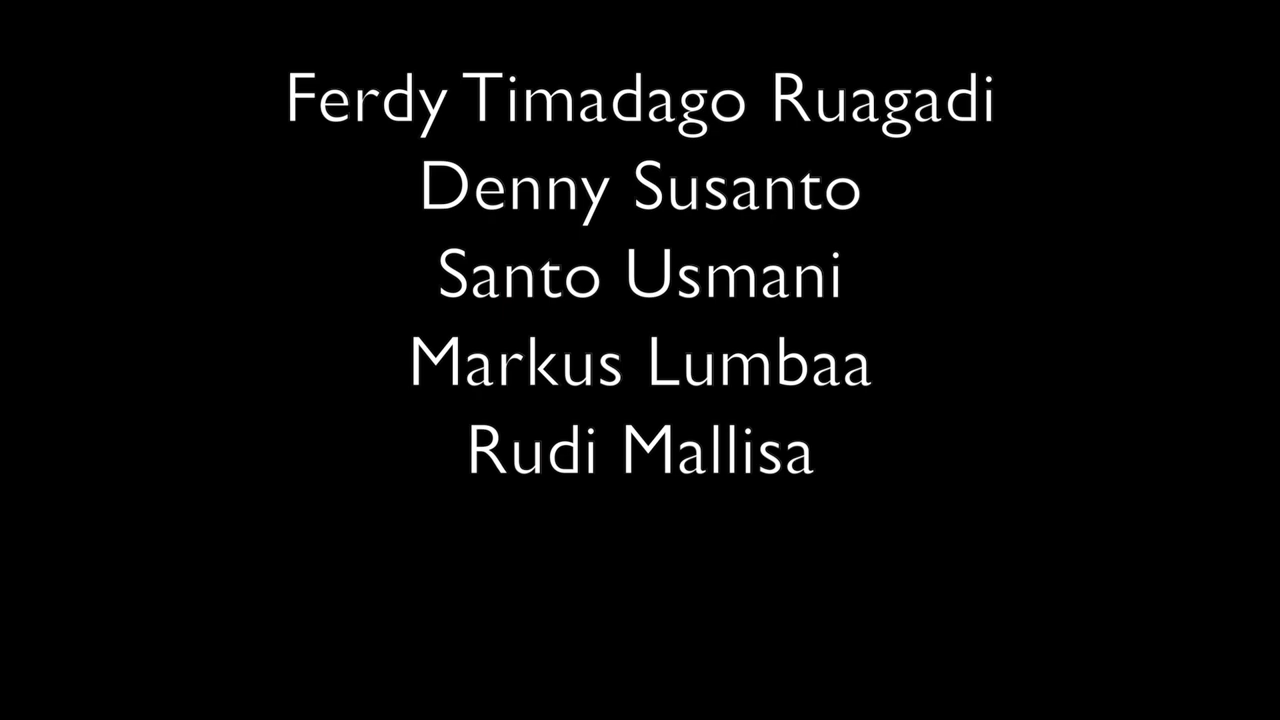 Ferdy Timadago Ruagadi
Denny Susanto
Santo Usmani
Markus Lumbaa
Rudi Mallisa